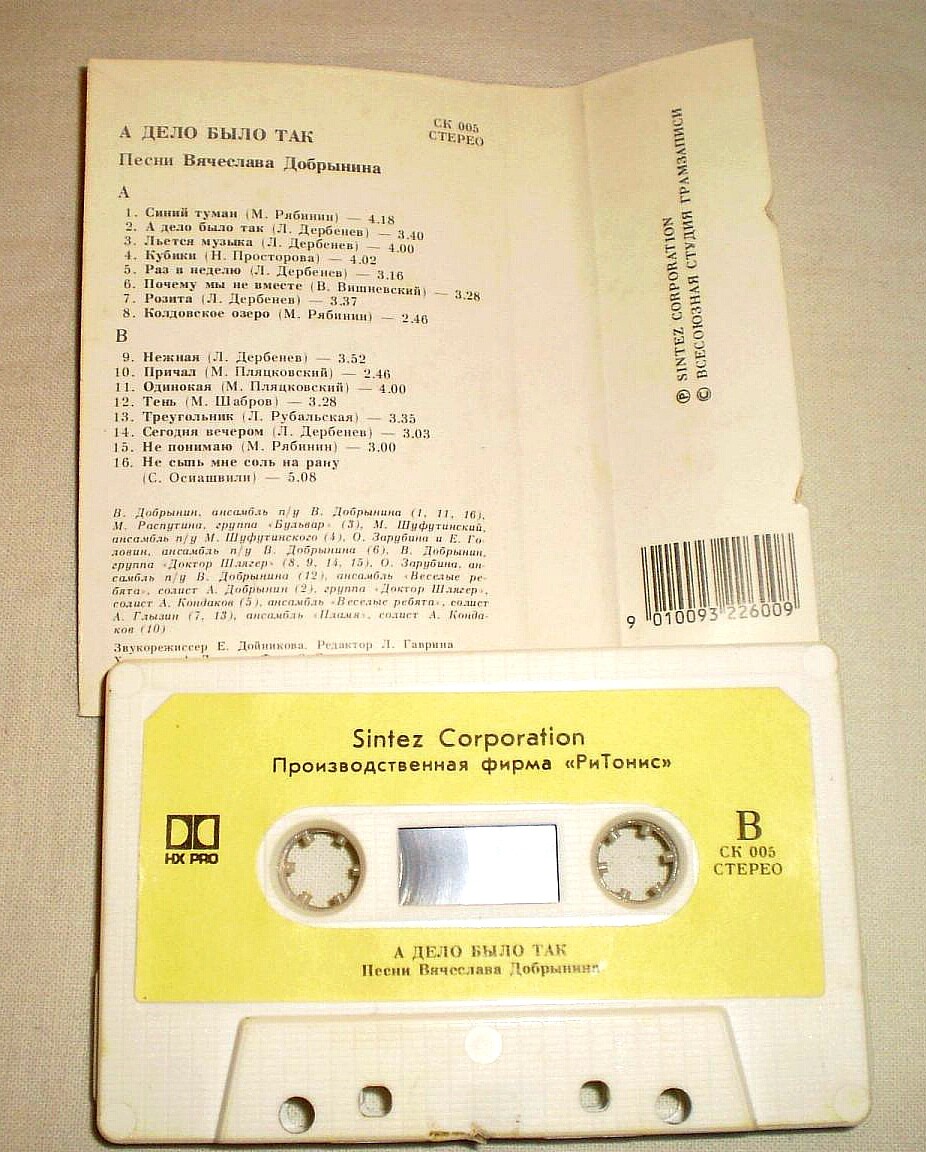 А ДЕЛО БЫЛО ТАК
СК 005
СТЕРЕО
Песни Вячеслава Добрынина
А
1. Синий туман (М. Рябинин) — 4.18
2. А дело было так (Л. Дербенев) — 3.40
3. Льется музыка (Л. Дербенев) — 4.00
4. Кубики (Н. Просторова) — 4.02
5. Раз в неделю (Л. Дербенев) — 3.16
6. Почему мы не вместе (В. Вишневский) — 3.28
7. Розита (Л. Дербенев) — 3.37
8. Колдовское озеро (М. Рябинин) — 2.46
В
9. Нежная (Л. Дербенев) — 3.52
10. Причал (М. Пляцковский) — 2.46
11. Одинокая (М. Пляцковский) — 4.00
12. Тень (М. Шабров) — 3.28
13. Треугольник (Л. Рубальская) — 3.35
14. Сегодня вечером (Л. Дербенев) — 3.03
15. Не понимаю (М. Рябинин) — 3.00
16. Не сыпь мне соль на рану
(С. Осиашвили) — 5.08
В. Добрынин, ансамбль п/у В. Добрынина (1, 11, 16),
М. Распутина, группа «Бульвар» (3), М. Шуфутинский,
ансамбль п/у М. Шуфутинского (4), О. Зарубина и Е. Го-
ловин, ансамбль п/у В. Добрынина (6), В. Добрынин,
группа «Доктор Шлягер» (8, 9, 14, 15), О. Зарубина, ан-
самбль п/у В. Добрынина (12), ансамбль «Веселые ре-
бята», солист А. Добрынин (2), группа «Доктор Шлягер»,
солист А. Кондаков (5), ансамбль «Веселые ребята», солист
А. Глызин (7, 13), ансамбль «Пламя», солист А. Конда-
ков (10)
Звукорежиссер Е. Дойникова. Редактор Л. Гаврина
℗ SINTEZ CORPORATION
© ВСЕСОЮЗНАЯ СТУДИЯ ГРАМЗАПИСИ
9 010093 226009
Sintez Corporation
Производственная фирма «РиТонис»
HX PRO
В
СК 005
СТЕРЕО
А ДЕЛО БЫЛО ТАК
Песни Вячеслава Добрынина